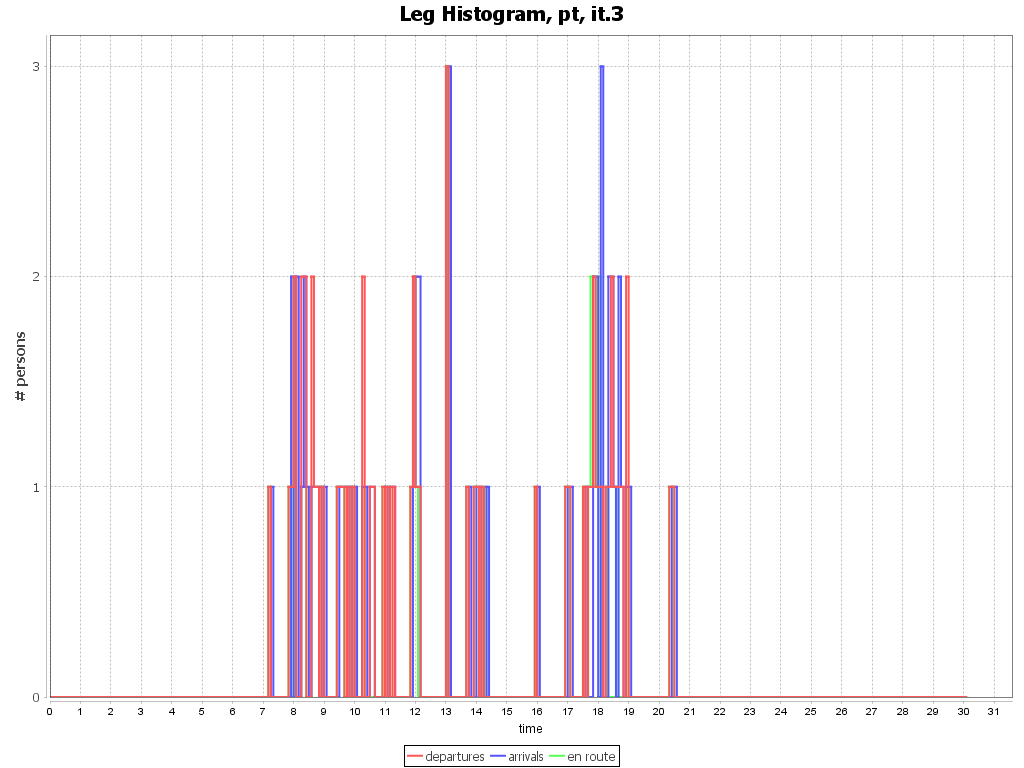 Leg Histogram, pt, it.3
# persons
3
2
1
0
0 1 2 3 4 5 6 7 8 9 10 11 12 13 14 15 16 17 18 19 20 21 22 23 24 25 26 27 28 29 30 31
time
departures arrivals en route